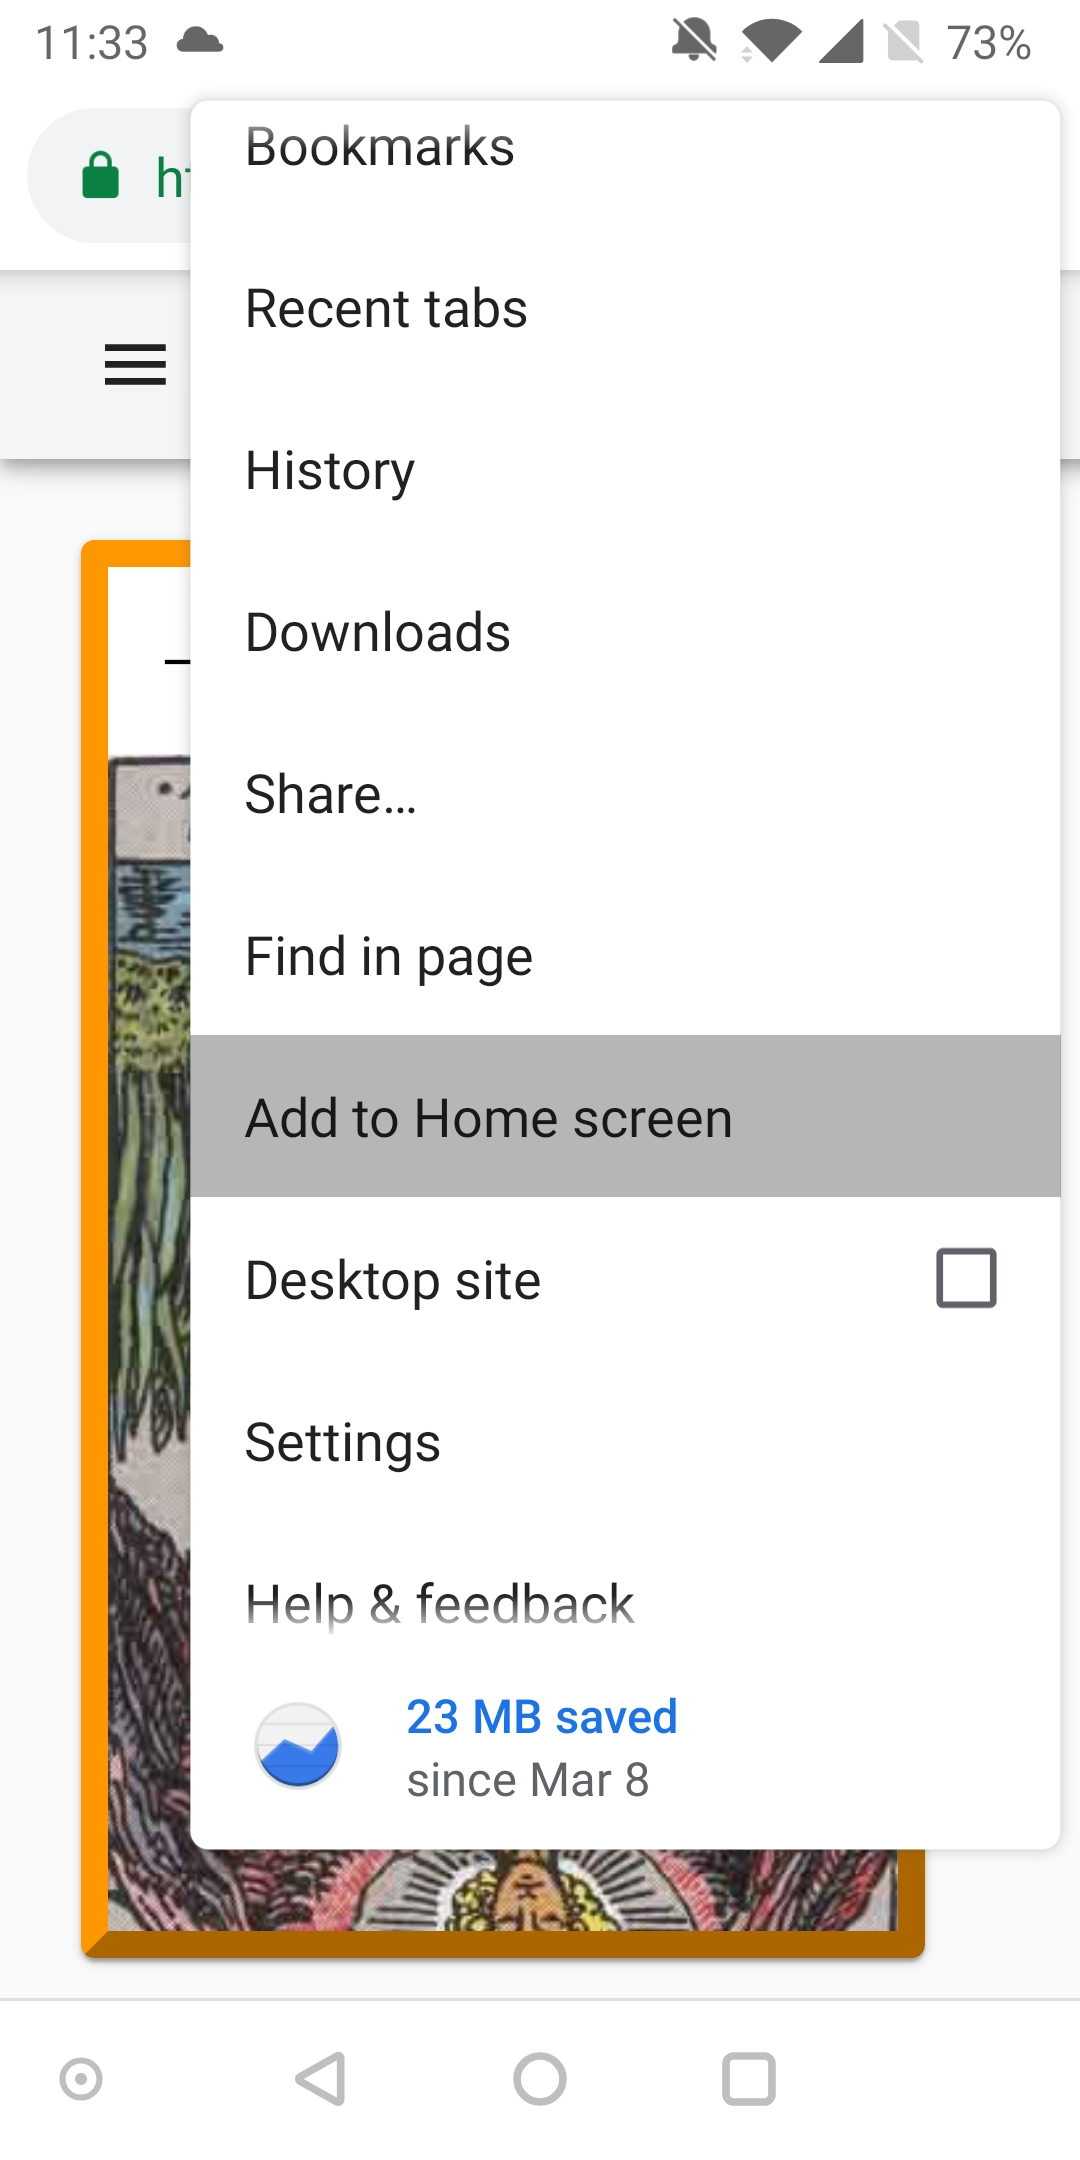 11:33
73%
Bookmarks
Recent tabs
History
Downloads
Share...
Find in page
Add to Home screen
Desktop site
Settings
Help & feedback
23 MB saved
since Mar 8